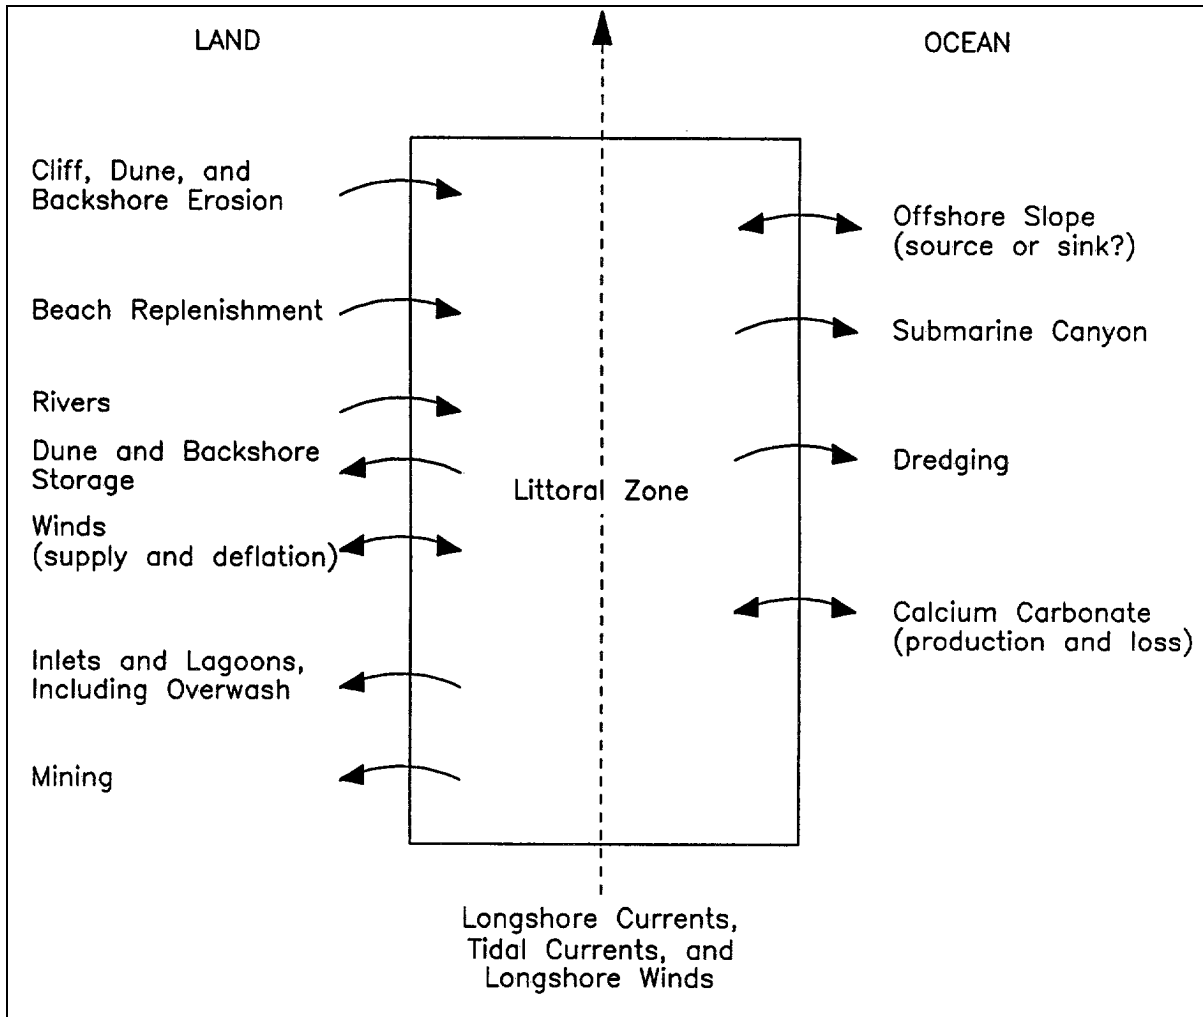 LAND
OCEAN
Cliff, Dune, and
Backshore Erosion
Beach Replenishment
Rivers
Dune and Backshore
Storage
Winds
(supply and deflation)
Inlets and Lagoons,
Including Overwash
Mining
Littoral Zone
Offshore Slope
(source or sink?)
Submarine Canyon
Dredging
Calcium Carbonate
(production and loss)
Longshore Currents,
Tidal Currents, and
Longshore Winds